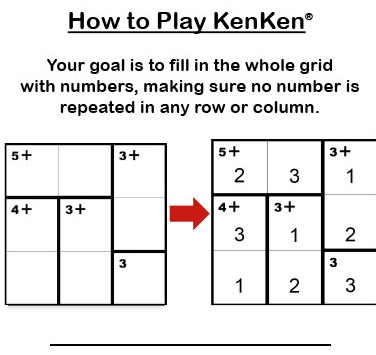 How to Play KenKen®
Your goal is to fill in the whole grid
with numbers, making sure no number is
repeated in any row or column.
5+ 3+
4+ 3+
3
5+ 3+
2 3 1
4+ 3+
3 1 2
3
1 2 3